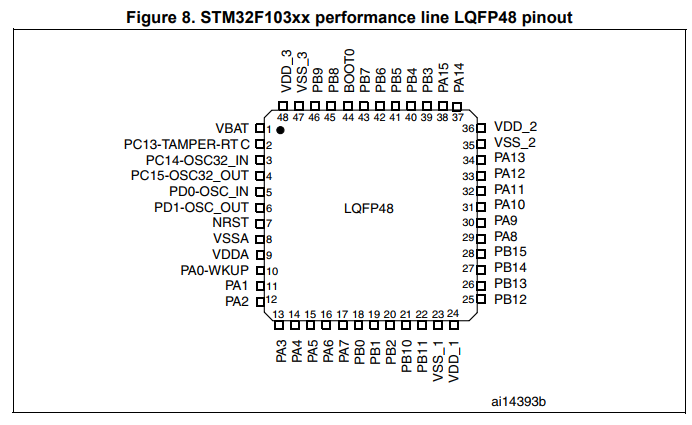 Figure 8. STM32F103xx performance line LQFP48 pinout
VDD_3
VSS_3
PB9
PB8
BOOT0
PB7
PB6
PB5
PB4
PB3
PA15
PA14
48 47 46 45 44 43 42 41 40 39 38 37
VBAT 1
PC13-TAMPER-RTC 2
PC14-OSC32_IN 3
PC15-OSC32_OUT 4
PD0-OSC_IN 5
PD1-OSC_OUT 6
NRST 7
VSSA 8
VDDA 9
PA0-WKUP 10
PA1 11
PA2 12
LQFP48
36 VDD_2
35 VSS_2
34 PA13
33 PA12
32 PA11
31 PA10
30 PA9
29 PA8
28 PB15
27 PB14
26 PB13
25 PB12
13 14 15 16 17 18 19 20 21 22 23 24
PA3
PA4
PA5
PA6
PA7
PB0
PB1
PB2
PB10
PB11
VSS_1
VDD_1
ai14393b